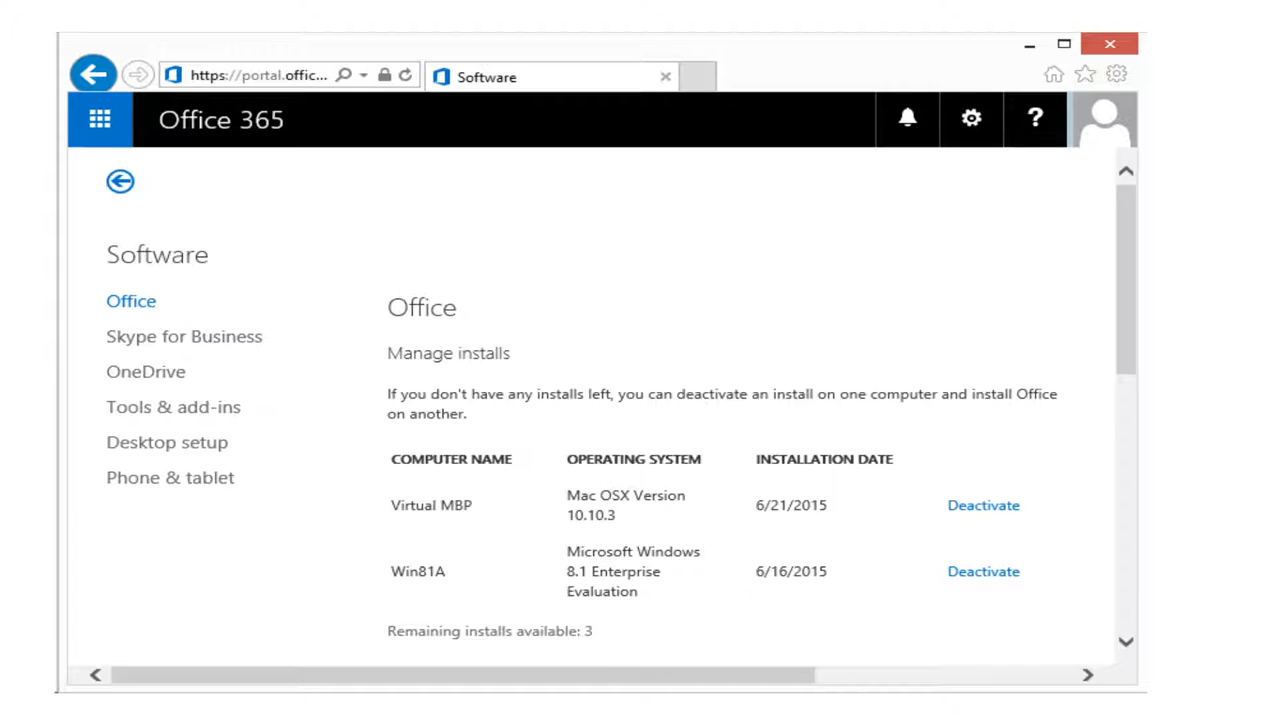 https://portal.offic...
Software
Office 365
?
Software
Office
Skype for Business
OneDrive
Tools & add-ins
Desktop setup
Phone & tablet
Office
Manage installs
If you don't have any installs left, you can deactivate an install on one computer and install Office
on another.
COMPUTER NAME OPERATING SYSTEM INSTALLATION DATE
Virtual MBP Mac OSX Version 6/21/2015 Deactivate
10.10.3
Win81A Microsoft Windows 6/16/2015 Deactivate
8.1 Enterprise
Evaluation
Remaining installs available: 3